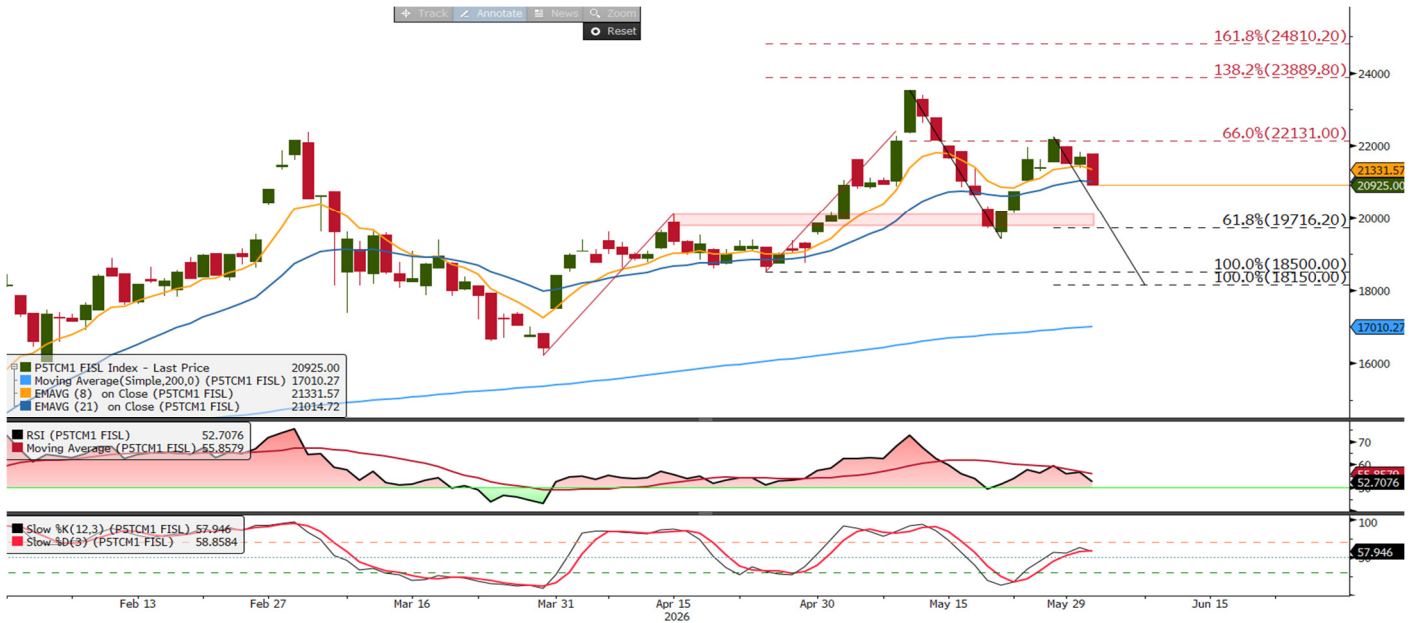 Track Annotate News Zoom
Reset
161.8%(24810.20)
138.2%(23889.80)
24000
66.0%(22131.00)
22000
21331.57
20925.00
20000
61.8%(19716.20)
100.0%(18500.00)
100.0%(18150.00)
18000
17010.27
16000
P5TCM1 FISL Index - Last Price 20925.00
Moving Average(Simple,200,0) (P5TCM1 FISL) 17010.27
EMAVG (8) on Close (P5TCM1 FISL) 21331.57
EMAVG (21) on Close (P5TCM1 FISL) 21014.72
RSI (P5TCM1 FISL) 52.7076
Moving Average (P5TCM1 FISL) 55.8579
70
60
55.8579
52.7076
Slow %K(12,3) (P5TCM1 FISL) 57.946
Slow %D(3) (P5TCM1 FISL) 58.8584
100
57.946
Feb 13 Feb 27 Mar 16 Mar 31 Apr 15 Apr 30 May 15 May 29 Jun 15
2026